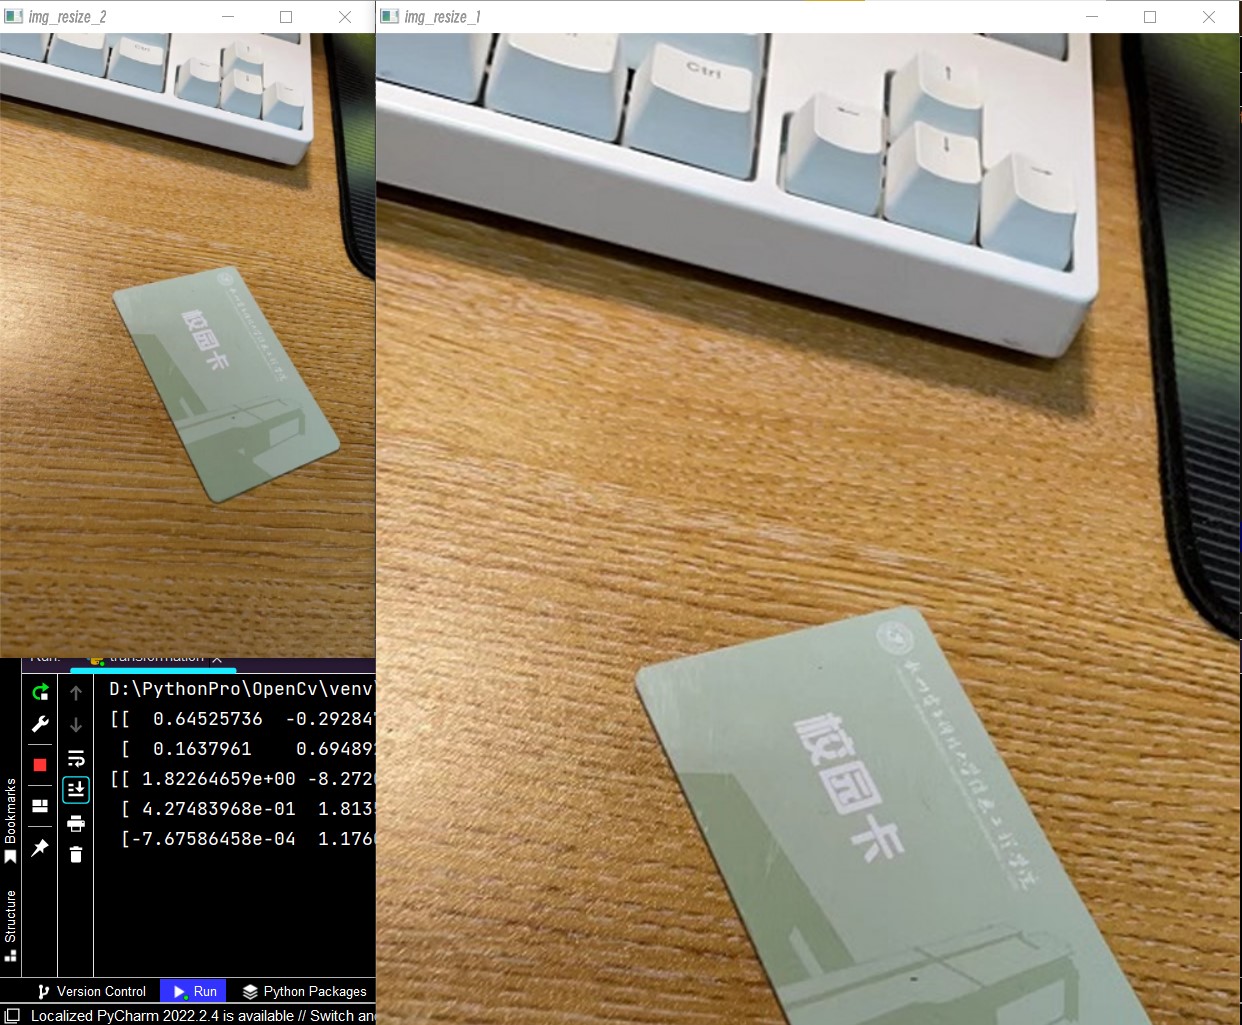 img_resize_2
img_resize_1
Ctrl
校园卡
Ctrl
校园卡
Run:
transformation
D:\PythonPro\OpenCv\venv
[[ 0.64525736 -0.29284
[ 0.1637961 0.69489
[[ 1.82264659e+00 -8.272
[ 4.27483968e-01 1.813
[-7.67586458e-04 1.176
Bookmarks
Structure
Version Control
Run
Python Packages
Localized PyCharm 2022.2.4 is available // Switch an